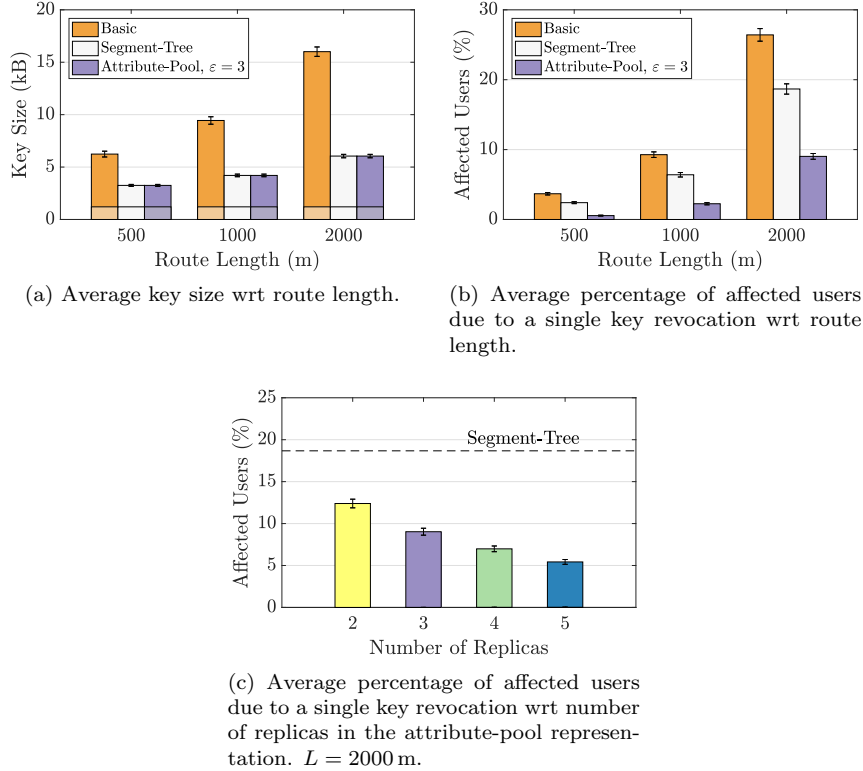 20
15
10
5
0
Key Size (kB)
Basic
Segment-Tree
Attribute-Pool, ε = 3
500
1000
2000
Route Length (m)
(a) Average key size wrt route length.
30
20
10
0
Affected Users (%)
Basic
Segment-Tree
Attribute-Pool, ε = 3
500
1000
2000
Route Length (m)
(b) Average percentage of affected users
due to a single key revocation wrt route
length.
25
20
15
10
5
0
Affected Users (%)
Segment-Tree
2
3
4
5
Number of Replicas
(c) Average percentage of affected users
due to a single key revocation wrt number
of replicas in the attribute-pool represen-
tation. L = 2000 m.